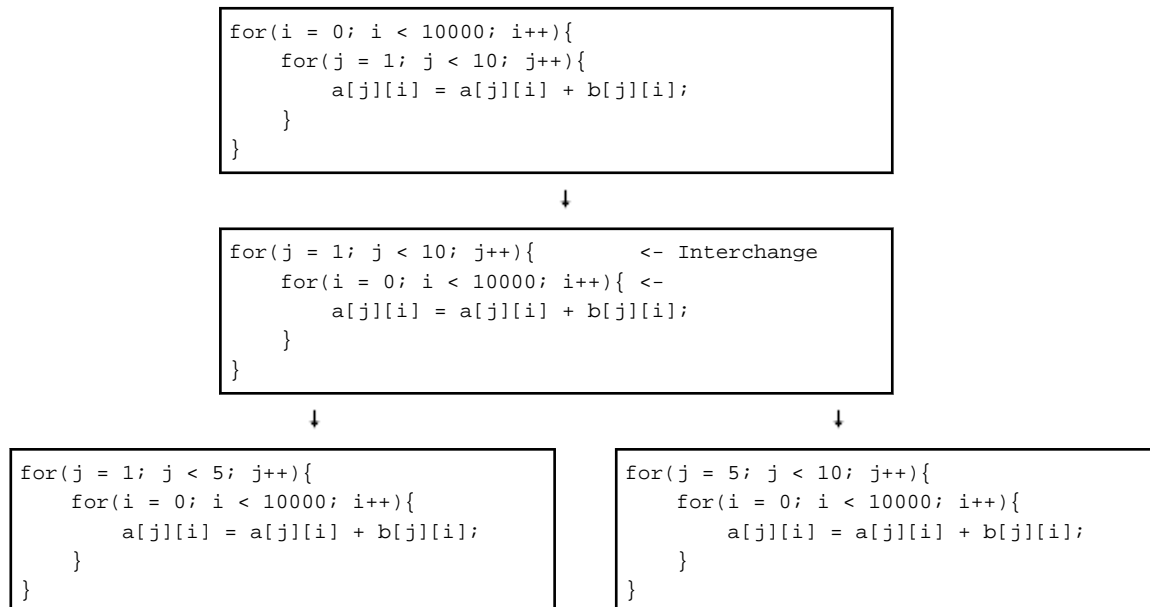 for(i = 0; i < 10000; i++){
    for(j = 1; j < 10; j++){
        a[j][i] = a[j][i] + b[j][i];
    }
}
↓
for(j = 1; j < 10; j++){        <- Interchange
    for(i = 0; i < 10000; i++){ <-
        a[j][i] = a[j][i] + b[j][i];
    }
}
↓ ↓
for(j = 1; j < 5; j++){
    for(i = 0; i < 10000; i++){
        a[j][i] = a[j][i] + b[j][i];
    }
}
for(j = 5; j < 10; j++){
    for(i = 0; i < 10000; i++){
        a[j][i] = a[j][i] + b[j][i];
    }
}